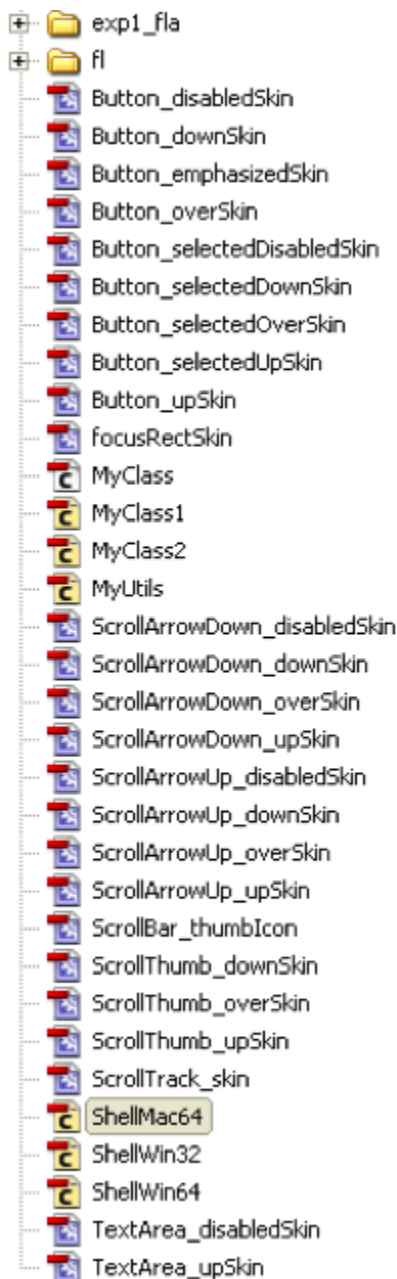 exp1_fla
fl
Button_disabledSkin
Button_downSkin
Button_emphasizedSkin
Button_overSkin
Button_selectedDisabledSkin
Button_selectedDownSkin
Button_selectedOverSkin
Button_selectedUpSkin
Button_upSkin
focusRectSkin
MyClass
MyClass1
MyClass2
MyUtils
ScrollArrowDown_disabledSkin
ScrollArrowDown_downSkin
ScrollArrowDown_overSkin
ScrollArrowDown_upSkin
ScrollArrowUp_disabledSkin
ScrollArrowUp_downSkin
ScrollArrowUp_overSkin
ScrollArrowUp_upSkin
ScrollBar_thumbIcon
ScrollThumb_downSkin
ScrollThumb_overSkin
ScrollThumb_upSkin
ScrollTrack_skin
ShellMac64
ShellWin32
ShellWin64
TextArea_disabledSkin
TextArea_upSkin